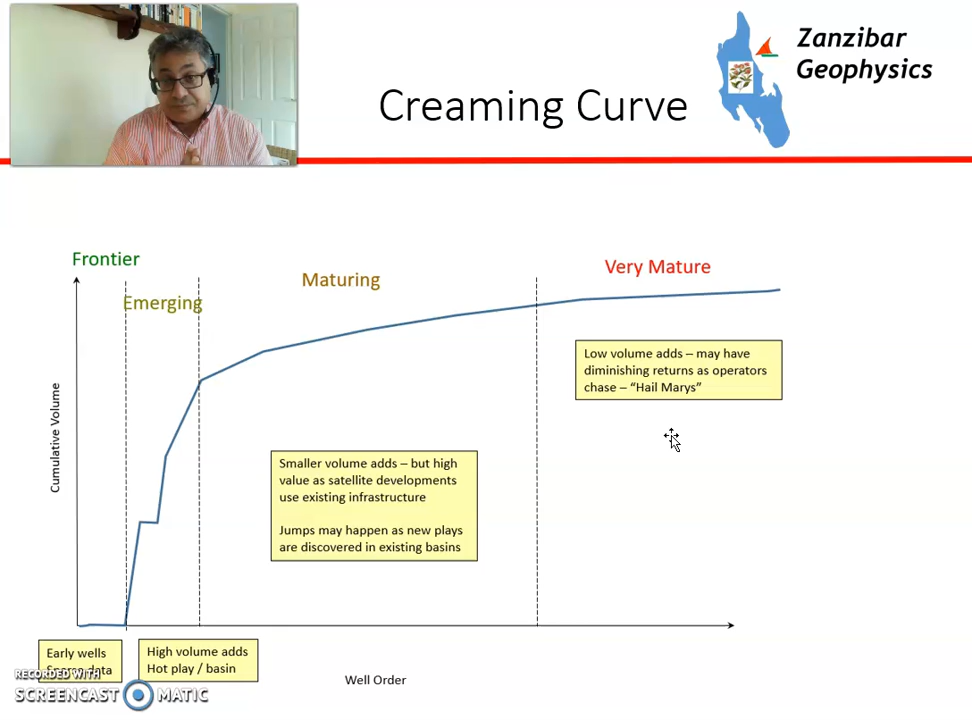 Zanzibar
Geophysics
Creaming Curve
Frontier
Emerging
Maturing
Very Mature
Cumulative Volume
Low volume adds – may have
diminishing returns as operators
chase – “Hail Marys”
Smaller volume adds – but high
value as satellite developments
use existing infrastructure
Jumps may happen as new plays
are discovered in existing basins
Early wells
data
High volume adds
Hot play / basin
Well Order
RECORDED WITH
SCREENCAST MATIC